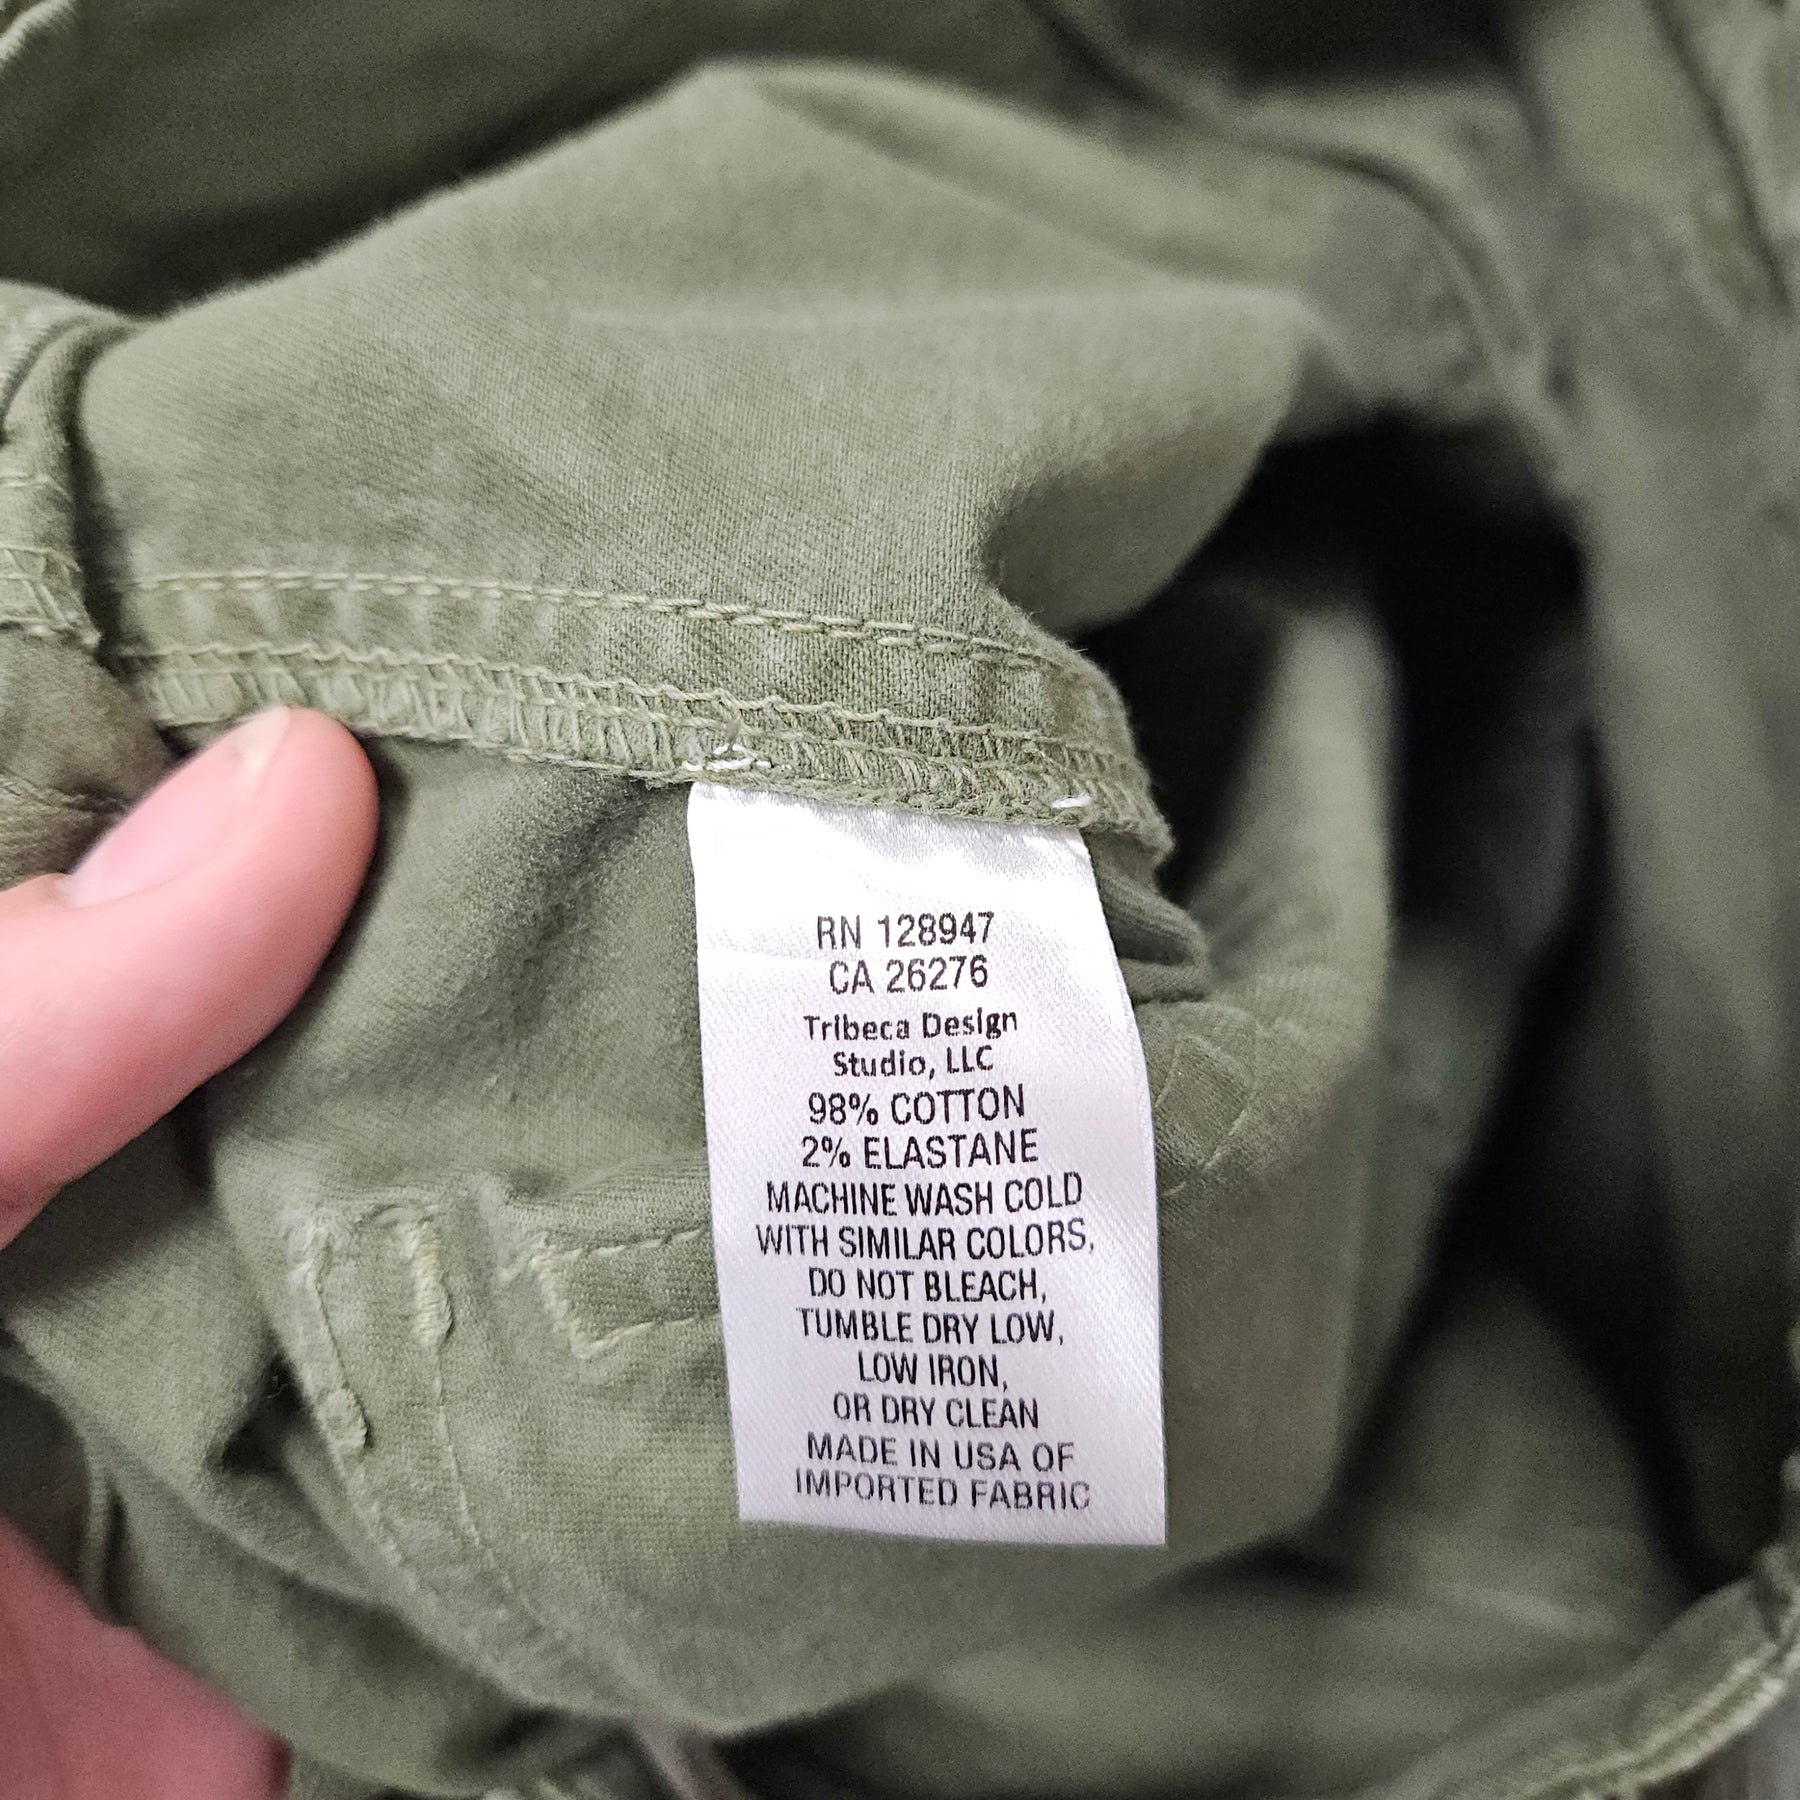 RN 128947
CA 26276
Tribeca Design
Studio, LLC
98% COTTON
2% ELASTANE
MACHINE WASH COLD
WITH SIMILAR COLORS,
DO NOT BLEACH,
TUMBLE DRY LOW,
LOW IRON,
OR DRY CLEAN
MADE IN USA OF
IMPORTED FABRIC